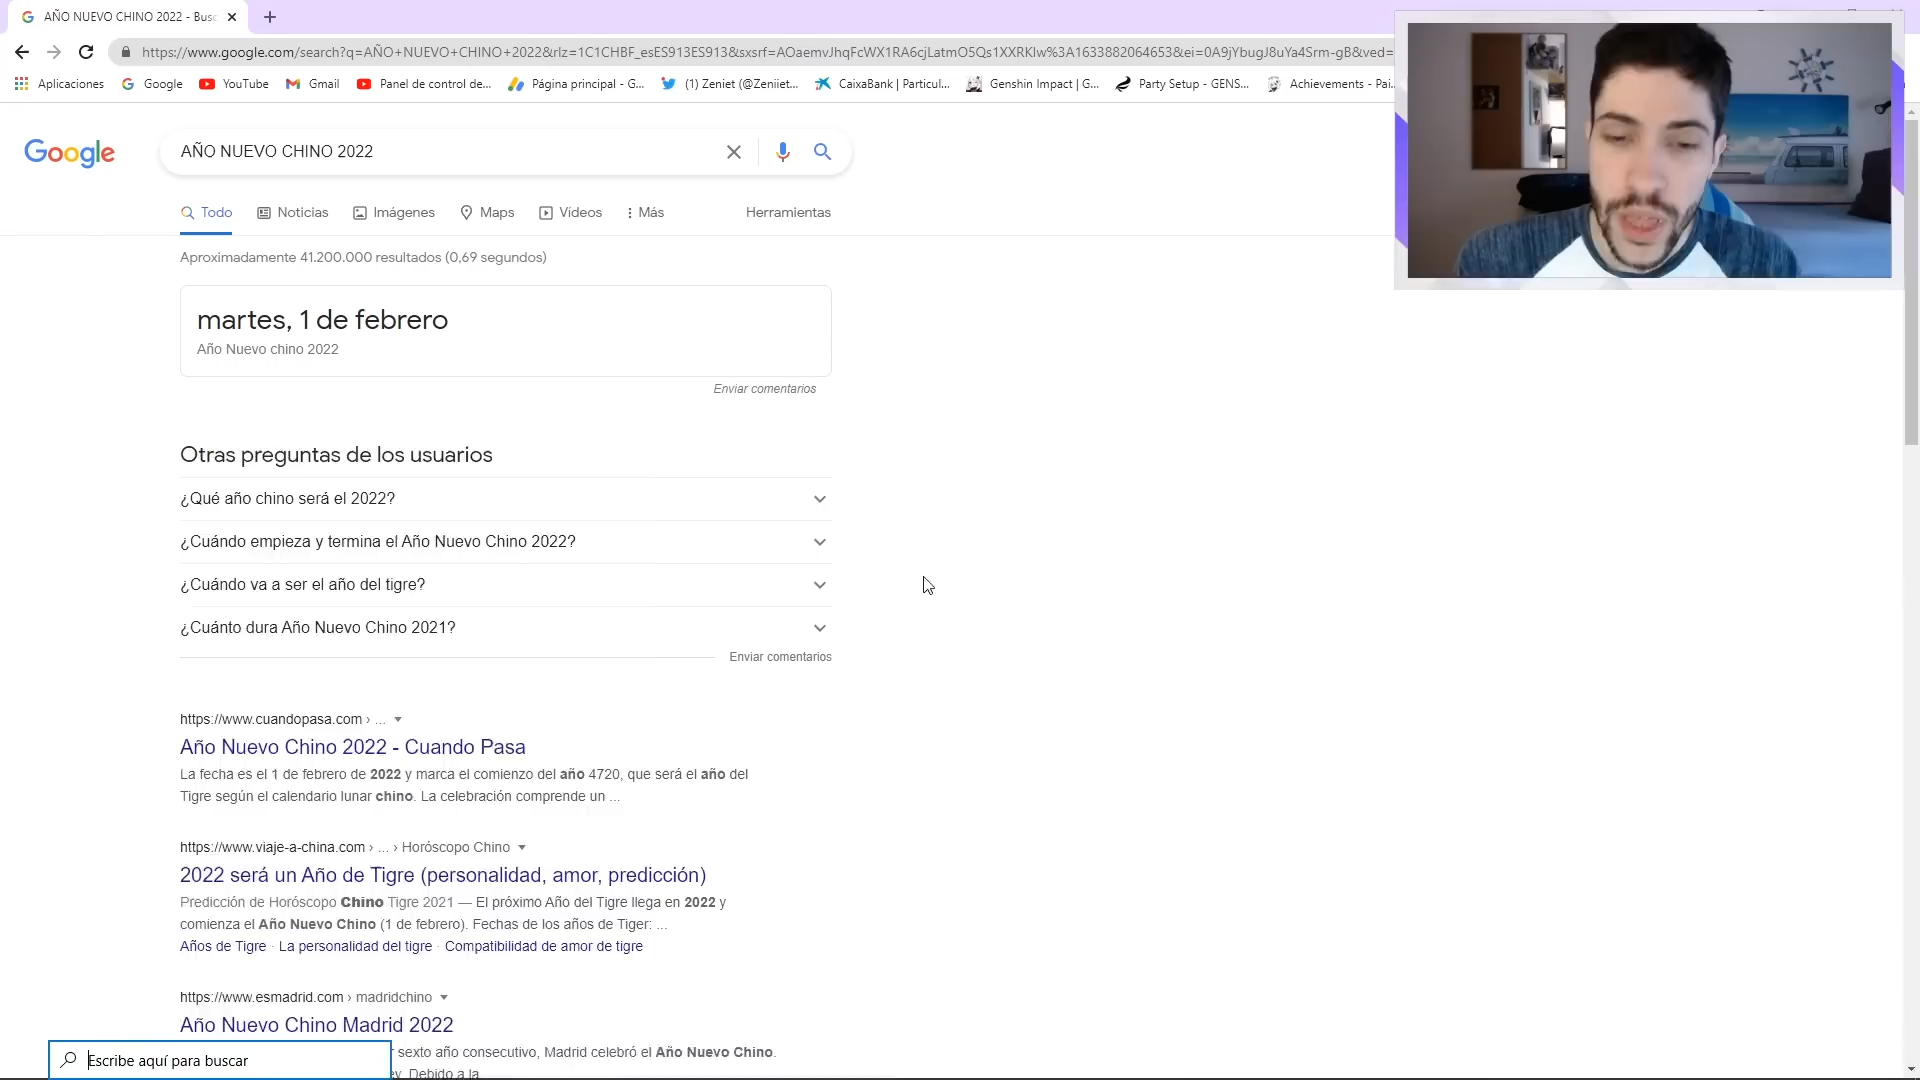 AÑO NUEVO CHINO 2022 - Busc
https://www.google.com/search?q=AÑO+NUEVO+CHINO+2022&rlz=1C1CHBF_esES913ES913&sxsrf=AOaemvJhqFcWX1RA6cjLatmO5Qs1XXRKIw%3A1633882064653&ei=0A9jYbugJ8uYa4Srm-gB&ved=
Aplicaciones Google YouTube Gmail Panel de control de... Página principal - G... (1) Zeniet (@Zeniiet... CaixaBank | Particul... Genshin Impact | G... Party Setup - GENS... Achievements - Pai...
Google
AÑO NUEVO CHINO 2022
Todo Noticias Imágenes Maps Vídeos Más Herramientas
Aproximadamente 41.200.000 resultados (0,69 segundos)
martes, 1 de febrero
Año Nuevo chino 2022
Enviar comentarios
Otras preguntas de los usuarios
¿Qué año chino será el 2022?
¿Cuándo empieza y termina el Año Nuevo Chino 2022?
¿Cuándo va a ser el año del tigre?
¿Cuánto dura Año Nuevo Chino 2021?
Enviar comentarios
https://www.cuandopasa.com › ...
Año Nuevo Chino 2022 - Cuando Pasa
La fecha es el 1 de febrero de 2022 y marca el comienzo del año 4720, que será el año del
Tigre según el calendario lunar chino. La celebración comprende un ...
https://www.viaje-a-china.com › ... › Horóscopo Chino
2022 será un Año de Tigre (personalidad, amor, predicción)
Predicción de Horóscopo Chino Tigre 2021 — El próximo Año del Tigre llega en 2022 y
comienza el Año Nuevo Chino (1 de febrero). Fechas de los años de Tiger: ...
Años de Tigre · La personalidad del tigre · Compatibilidad de amor de tigre
https://www.esmadrid.com › madridchino
Año Nuevo Chino Madrid 2022
sexto año consecutivo, Madrid celebró el Año Nuevo Chino.
Debido a la
Escribe aquí para buscar